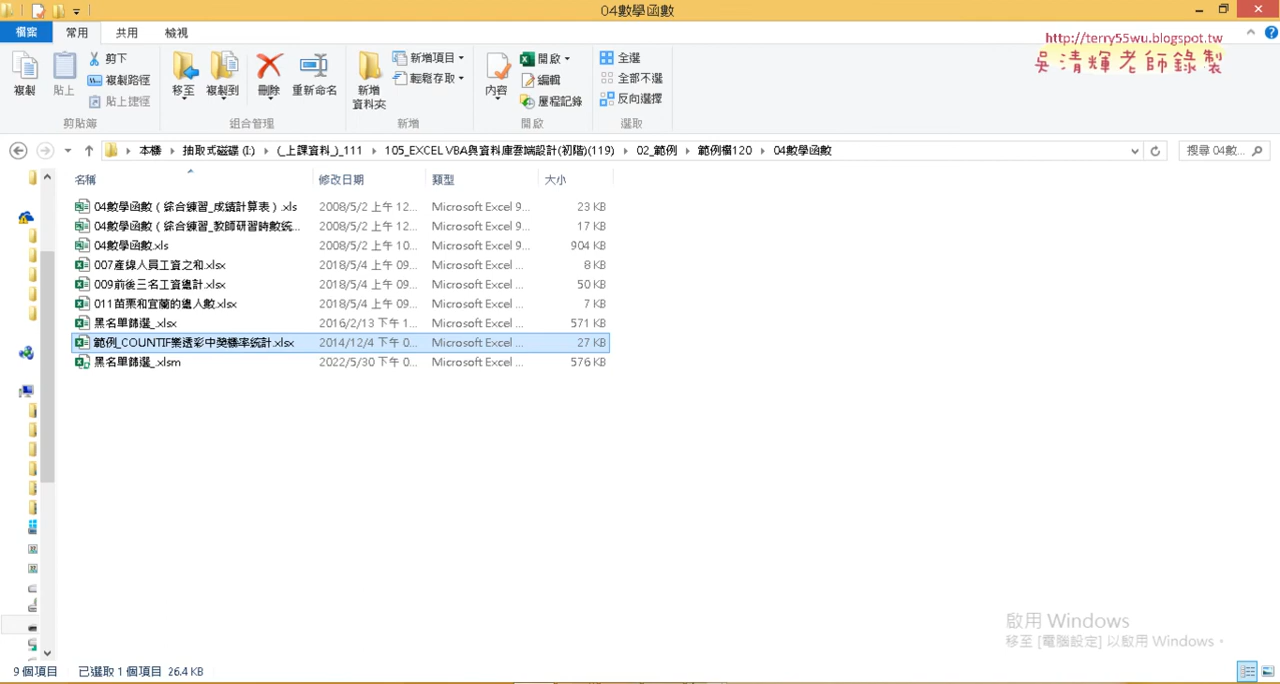 04數學函數
檔案 常用 共用 檢視
http://terry55wu.blogspot.tw
吳清輝老師錄製
複製 貼上 剪下 複製路徑 貼上捷徑 剪貼簿
移至 複製到 刪除 重新命名 組合管理
新增資料夾 新增項目 輕鬆存取 新增
內容 開啟 編輯 歷程記錄 開啟
全選 全部不選 反向選擇 選取
本機 抽取式磁碟 (I:) (_上課資料_)_111 105_EXCEL VBA與資料庫雲端設計(初階)(119) 02_範例 範例檔120 04數學函數 搜尋 04數...
名稱 修改日期 類型 大小
04數學函數（綜合練習_成績計算表）.xls 2008/5/2 上午 12... Microsoft Excel 9... 23 KB
04數學函數（綜合練習_教師研習時數統... 2008/5/2 上午 12... Microsoft Excel 9... 17 KB
04數學函數.xls 2008/5/2 上午 10... Microsoft Excel 9... 904 KB
007產線人員工資之和.xlsx 2018/5/4 上午 09... Microsoft Excel ... 8 KB
009前後三名工資總計.xlsx 2018/5/4 上午 09... Microsoft Excel ... 50 KB
011苗栗和宜蘭的總人數.xlsx 2018/5/4 上午 09... Microsoft Excel ... 7 KB
黑名單篩選_.xlsx 2016/2/13 下午 1... Microsoft Excel ... 571 KB
範例_COUNTIF樂透彩中獎機率統計.xlsx 2014/12/4 下午 0... Microsoft Excel ... 27 KB
黑名單篩選_.xlsm 2022/5/30 下午 0... Microsoft Excel ... 576 KB
啟用 Windows
移至 [電腦設定] 以啟用 Windows。
9 個項目 已選取 1 個項目 26.4 KB